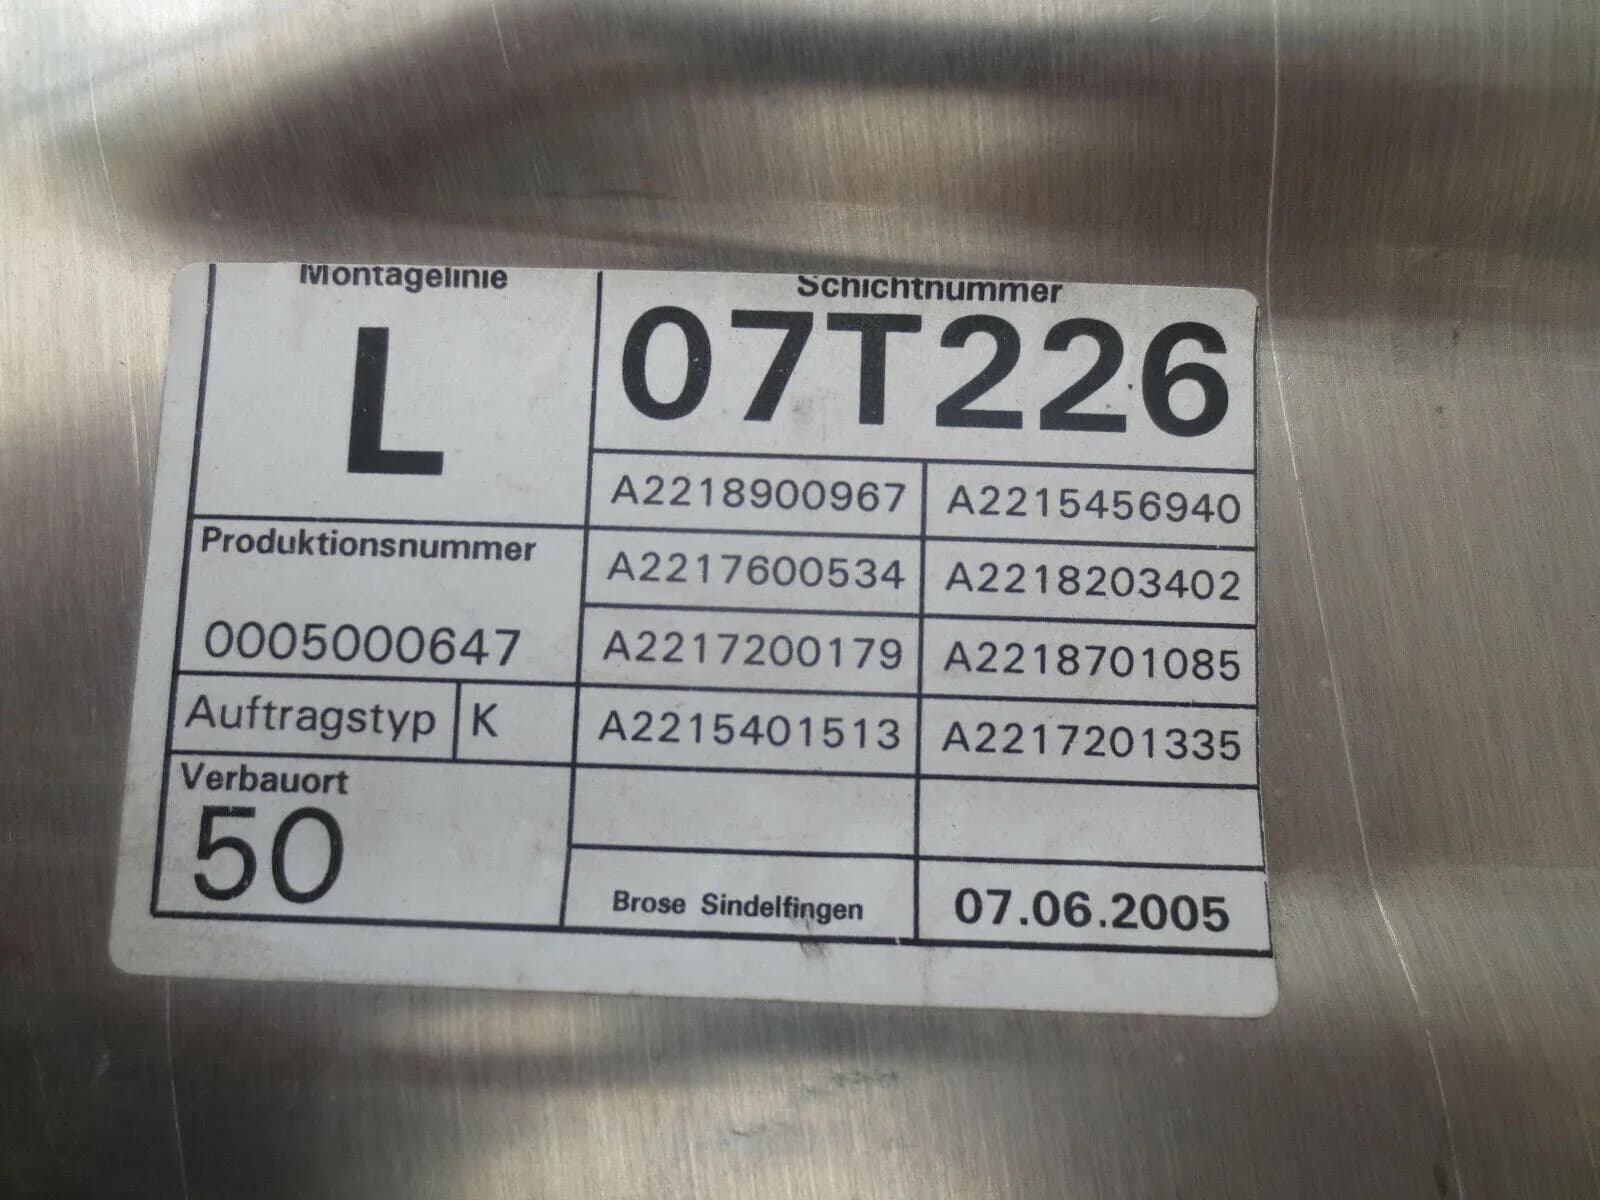 Montagelinie
L
Schichtnummer
07T226
A2218900967 A2215456940
A2217600534 A2218203402
A2217200179 A2218701085
A2215401513 A2217201335
Produktionsnummer
0005000647
Auftragstyp K
Verbauort
50
Brose Sindelfingen
07.06.2005